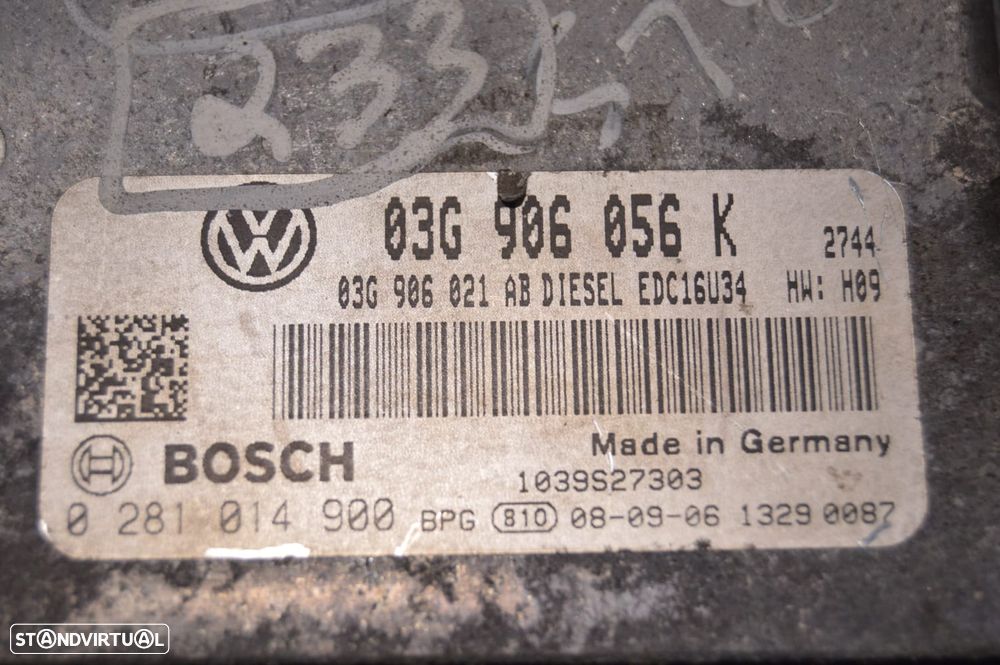 03G 906 056 K 2744
03G 906 021 AB DIESEL EDC16U34 HW: H09
BOSCH Made in Germany
1039S27303
0 281 014 900 BPG 810 08-09-06 1329 0087
STANDVIRTUAL